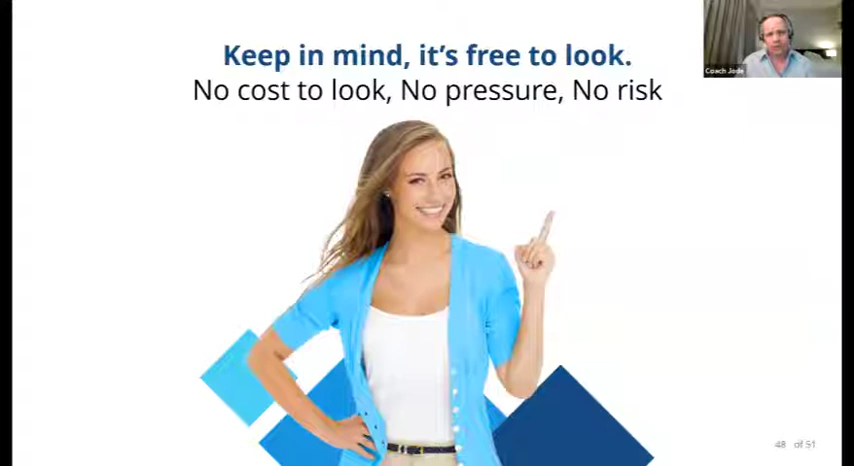 Keep in mind, it's free to look.
No cost to look, No pressure, No risk
Coach Jode
48 of 51